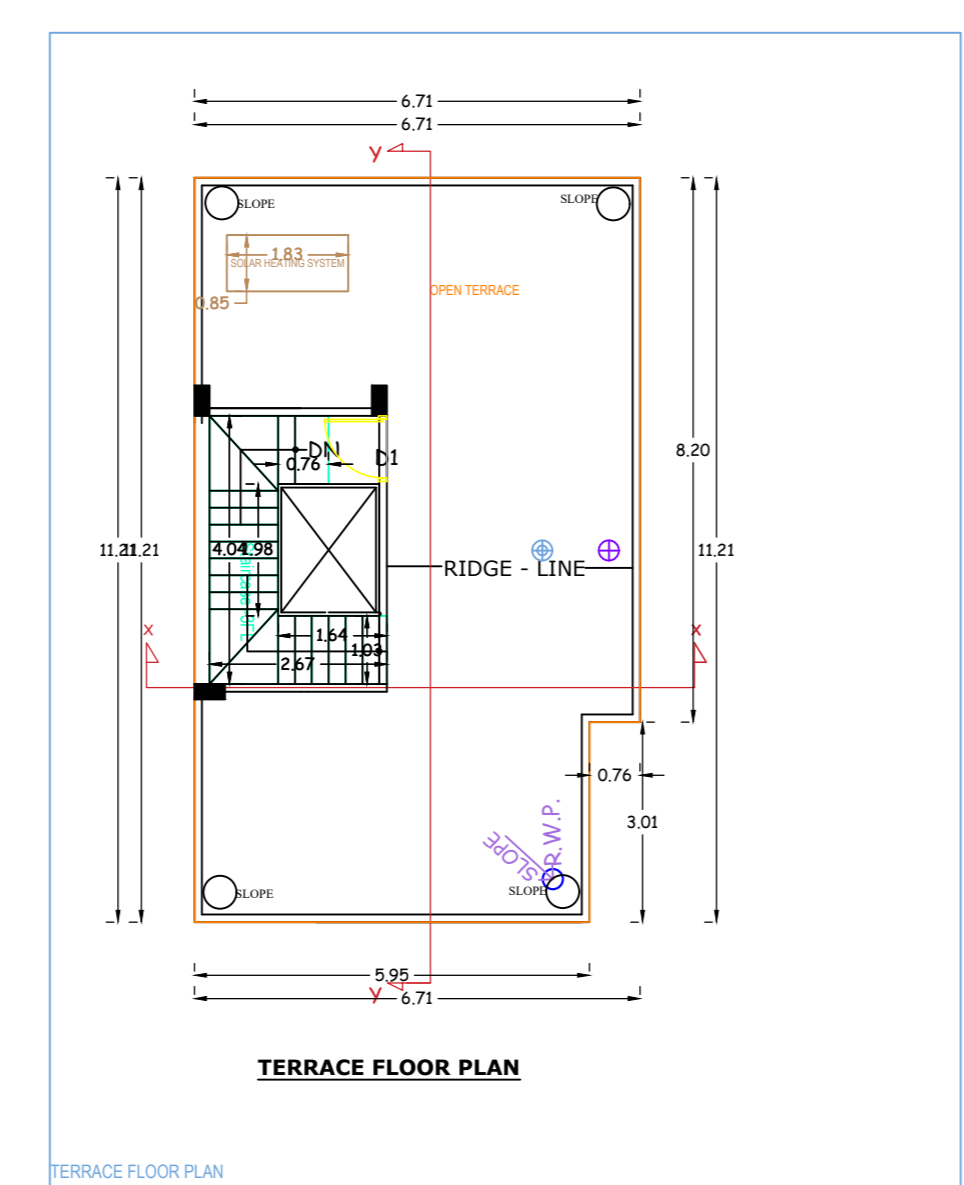 6.71
6.71
y
SLOPE
SLOPE
1.83
SOLAR HEATING SYSTEM
0.85
OPEN TERRACE
DN
D1
0.76
8.20
11.21
11.21
4.04
1.98
11.21
RIDGE - LINE
x
x
1.64
1.03
2.67
0.76
3.01
R.W.P.
SLOPE
SLOPE
SLOPE
5.95
y
6.71
TERRACE FLOOR PLAN
TERRACE FLOOR PLAN